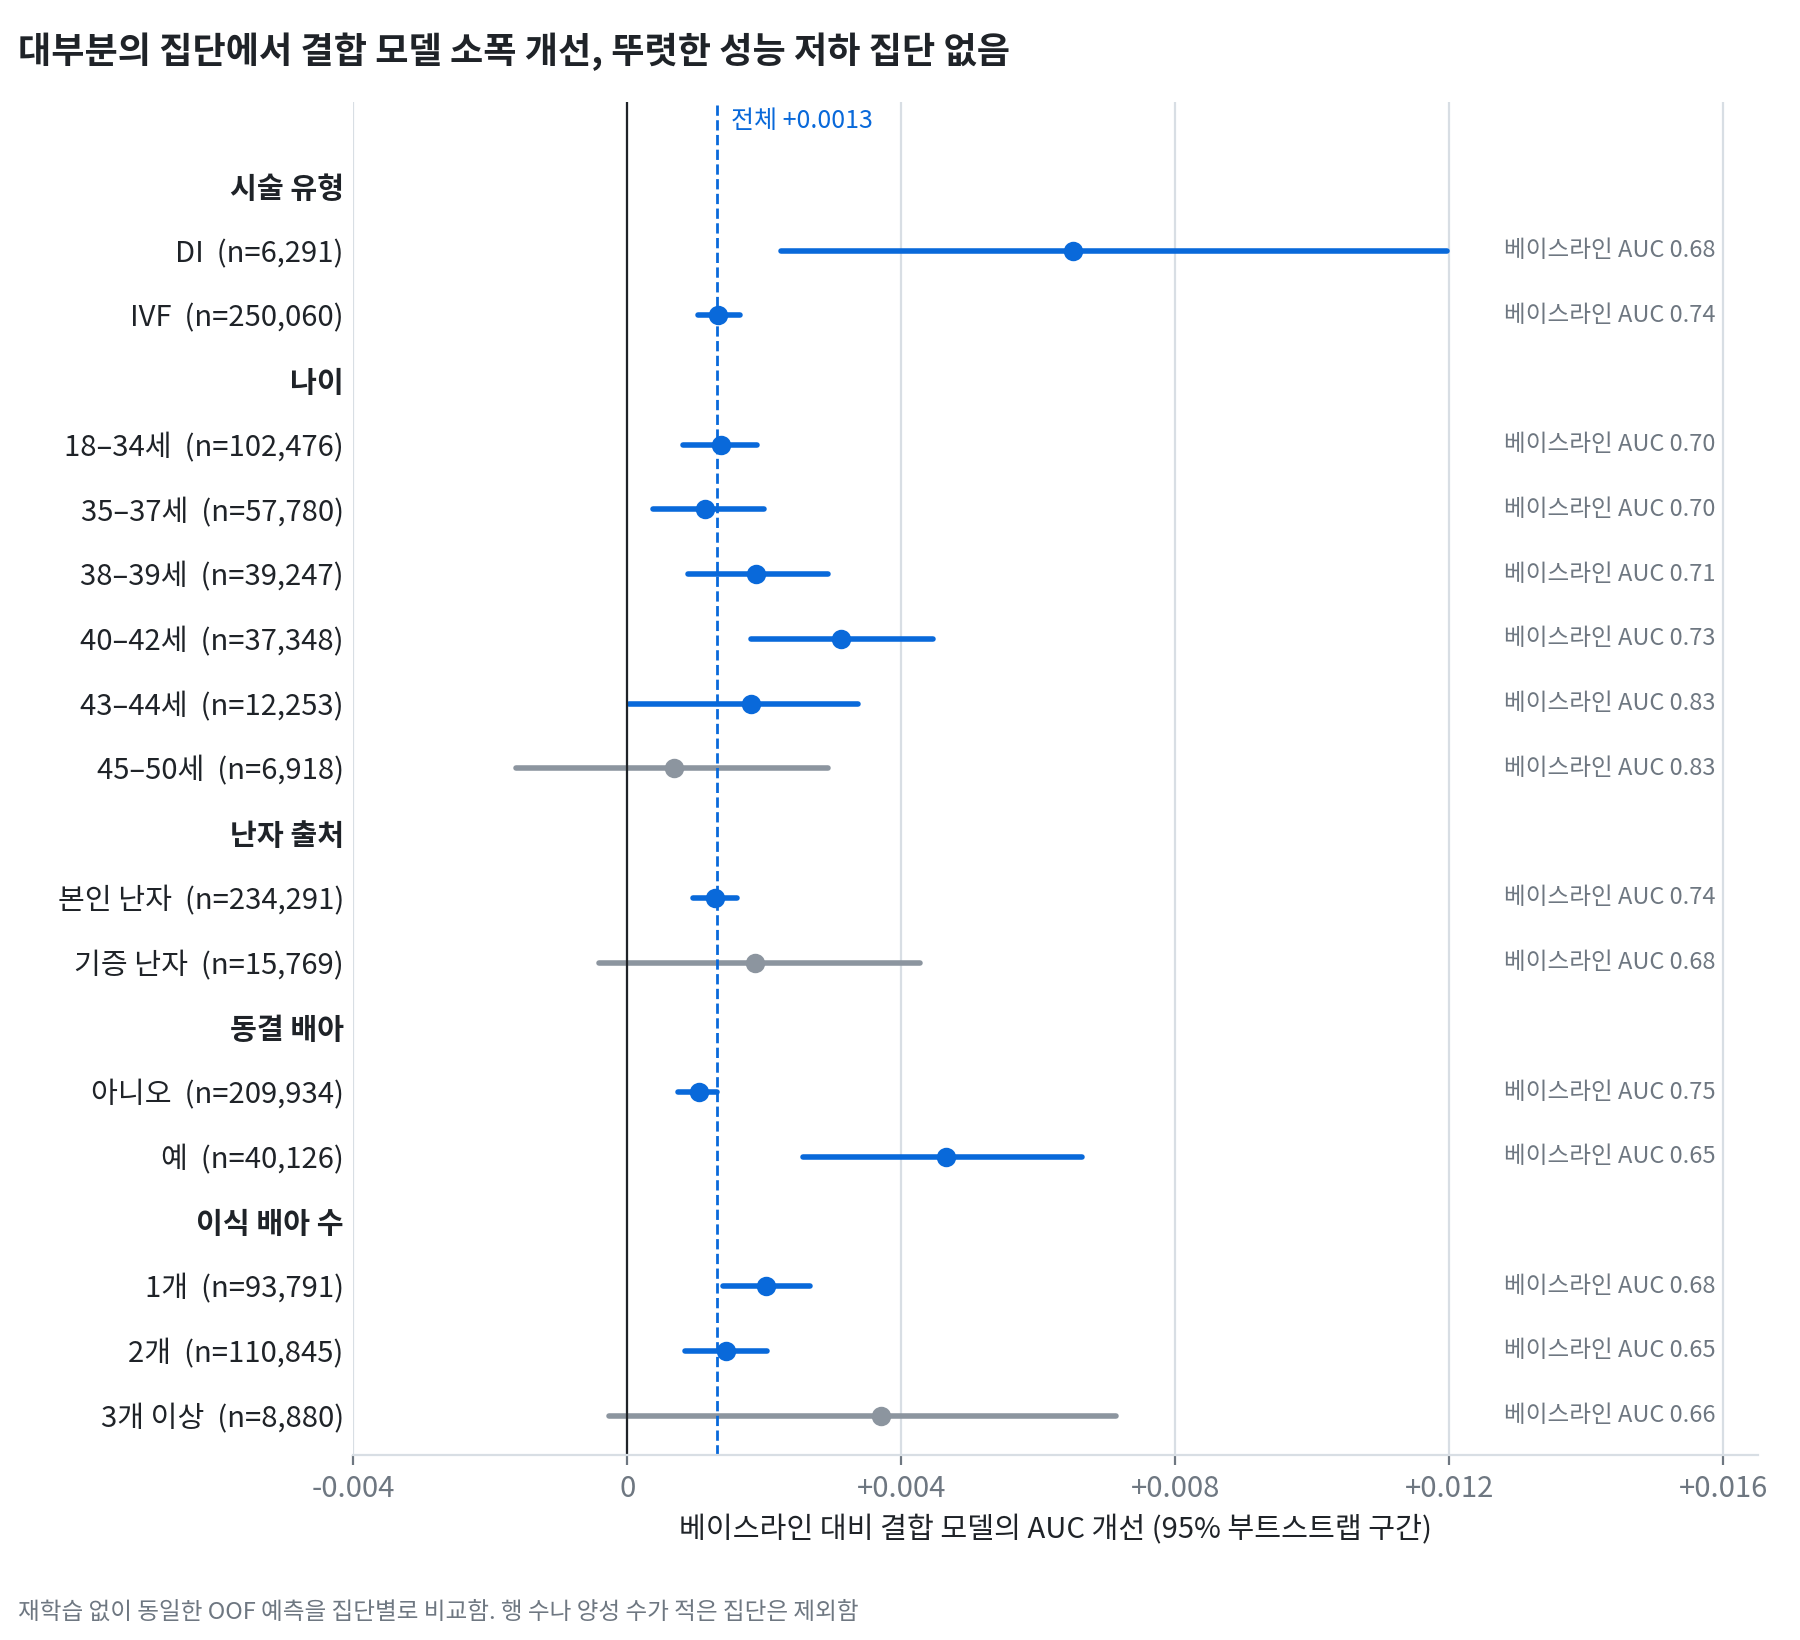 대부분의 집단에서 결합 모델 소폭 개선, 뚜렷한 성능 저하 집단 없음
전체 +0.0013
시술 유형
DI (n=6,291) 베이스라인 AUC 0.68
IVF (n=250,060) 베이스라인 AUC 0.74
나이
18–34세 (n=102,476) 베이스라인 AUC 0.70
35–37세 (n=57,780) 베이스라인 AUC 0.70
38–39세 (n=39,247) 베이스라인 AUC 0.71
40–42세 (n=37,348) 베이스라인 AUC 0.73
43–44세 (n=12,253) 베이스라인 AUC 0.83
45–50세 (n=6,918) 베이스라인 AUC 0.83
난자 출처
본인 난자 (n=234,291) 베이스라인 AUC 0.74
기증 난자 (n=15,769) 베이스라인 AUC 0.68
동결 배아
아니오 (n=209,934) 베이스라인 AUC 0.75
예 (n=40,126) 베이스라인 AUC 0.65
이식 배아 수
1개 (n=93,791) 베이스라인 AUC 0.68
2개 (n=110,845) 베이스라인 AUC 0.65
3개 이상 (n=8,880) 베이스라인 AUC 0.66
-0.004 0 +0.004 +0.008 +0.012 +0.016
베이스라인 대비 결합 모델의 AUC 개선 (95% 부트스트랩 구간)
재학습 없이 동일한 OOF 예측을 집단별로 비교함. 행 수나 양성 수가 적은 집단은 제외함